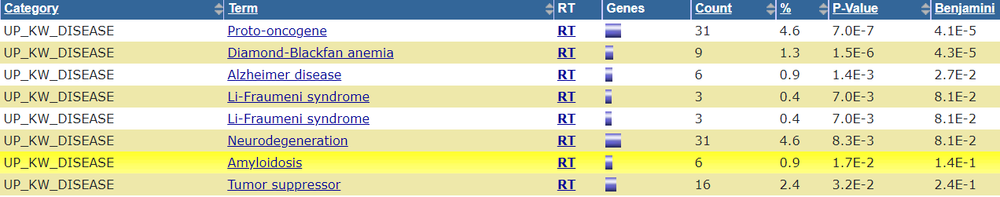 Category Term RT Genes Count % P-Value Benjamini
UP_KW_DISEASE Proto-oncogene RT 31 4.6 7.0E-7 4.1E-5
UP_KW_DISEASE Diamond-Blackfan anemia RT 9 1.3 1.5E-6 4.3E-5
UP_KW_DISEASE Alzheimer disease RT 6 0.9 1.4E-3 2.7E-2
UP_KW_DISEASE Li-Fraumeni syndrome RT 3 0.4 7.0E-3 8.1E-2
UP_KW_DISEASE Li-Fraumeni syndrome RT 3 0.4 7.0E-3 8.1E-2
UP_KW_DISEASE Neurodegeneration RT 31 4.6 8.3E-3 8.1E-2
UP_KW_DISEASE Amyloidosis RT 6 0.9 1.7E-2 1.4E-1
UP_KW_DISEASE Tumor suppressor RT 16 2.4 3.2E-2 2.4E-1